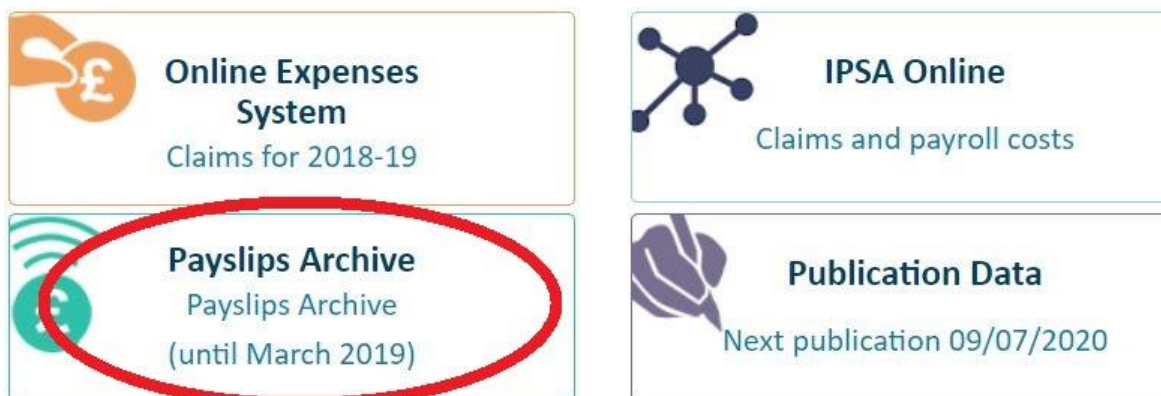 Online Expenses
System
Claims for 2018-19
IPSA Online
Claims and payroll costs
£
Payslips Archive
Payslips Archive
(until March 2019)
£
Publication Data
Next publication 09/07/2020